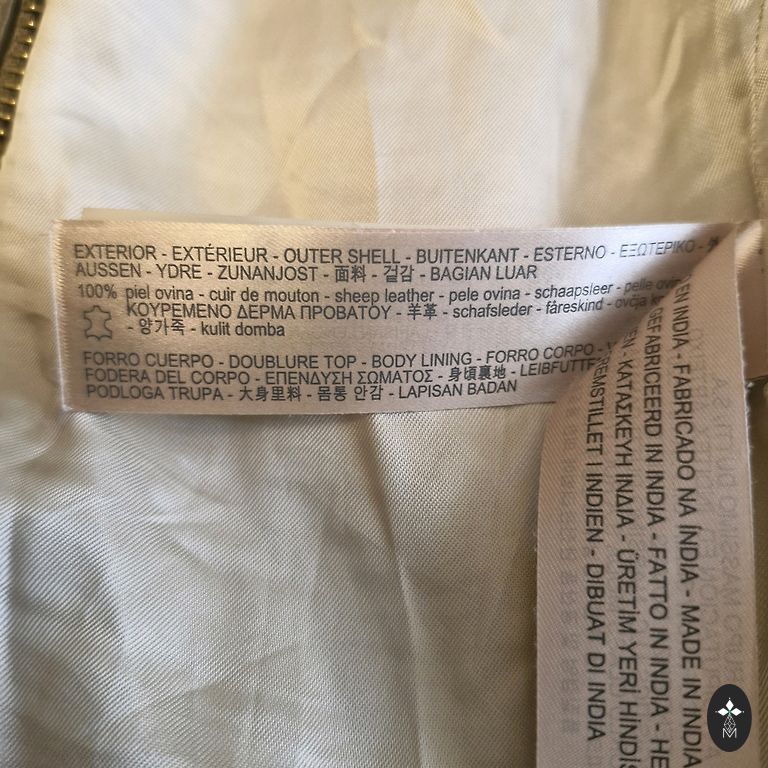 EXTERIOR - EXTÉRIEUR - OUTER SHELL - BUITENKANT - ESTERNO - ΕΞΩΤΕΡΙΚΟ -
AUSSEN - YDRE - ZUNANJOST - 面料 - 겉감 - BAGIAN LUAR
100% piel ovina - cuir de mouton - sheep leather - pele ovina - schaapsleer - pelle
ΚΟΥΡΕΜΕΝΟ ΔΕΡΜΑ ΠΡΟΒΑΤΟΥ - 羊革 - schafsleder - fåreskind - ovčja
- 양가죽 - kulit domba
FORRO CUERPO - DOUBLURE TOP - BODY LINING - FORRO CORPO -
FODERA DEL CORPO - ΕΠΕΝΔΥΣΗ ΣΩΜΑΤΟΣ - 身頃裏地 -
PODLOGA TRUPA - 大身里料 - 몸통 안감 - LAPISAN BADAN
EN INDIA - FABRICADO NA ÍNDIA - MADE IN INDIA
GEFABRICEERD IN INDIA - FATTO IN INDIA -
- ΚΑΤΑΣΚΕΥΗ ΙΝΔΙΑ - ÜRETİM YERİ
FREMSTILLET I INDIEN - DIBUAT DI INDIA
M